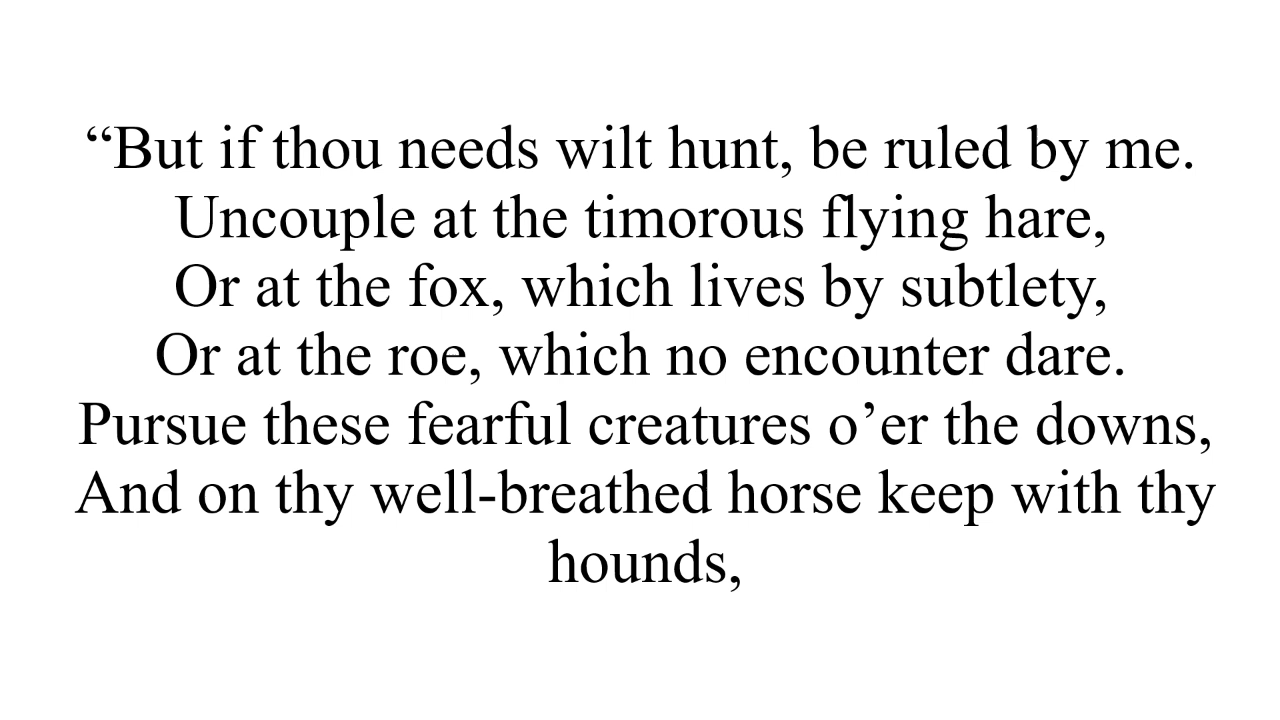 “But if thou needs wilt hunt, be ruled by me.
Uncouple at the timorous flying hare,
Or at the fox, which lives by subtlety,
Or at the roe, which no encounter dare.
Pursue these fearful creatures o’er the downs,
And on thy well-breathed horse keep with thy
hounds,